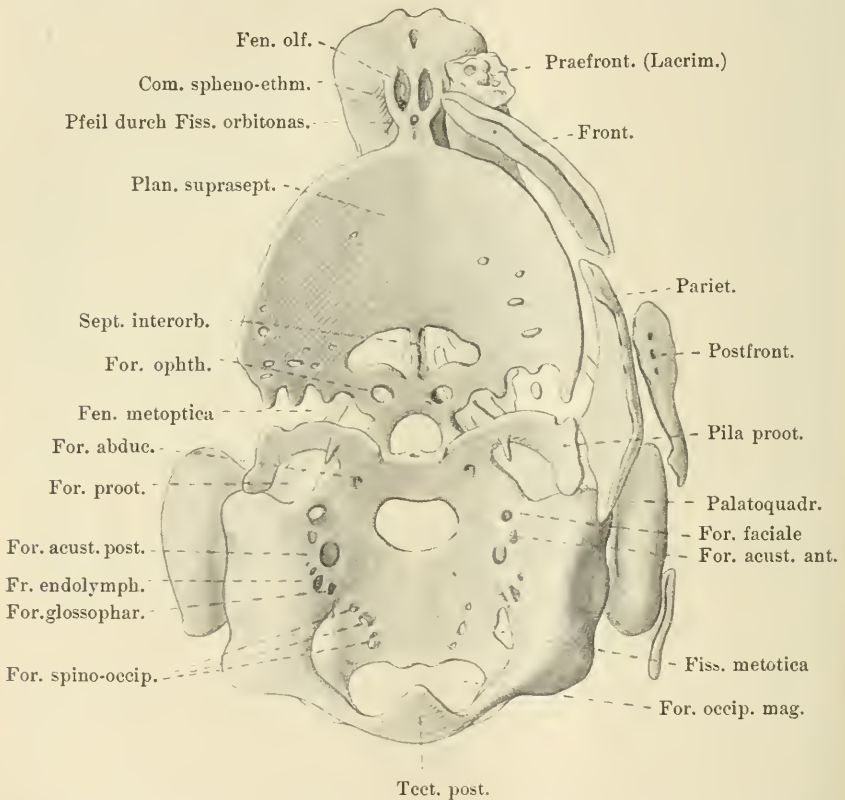 Fen. olf.
Com. spheno-ethm.
Pfeil durch Fiss. orbitonas.
Plan. suprasept.
Sept. interorb.
For. ophth.
Fen. metoptica
For. abduc.
For. proot.
For. acust. post.
Fr. endolymph.
For.glossophar.
For. spino-occip.
Praefront. (Lacrim.)
Front.
Pariet.
Postfront.
Pila proot.
Palatoquadr.
For. faciale
For. acust. ant.
Fiss. metotica
For. occip. mag.
Tect. post.